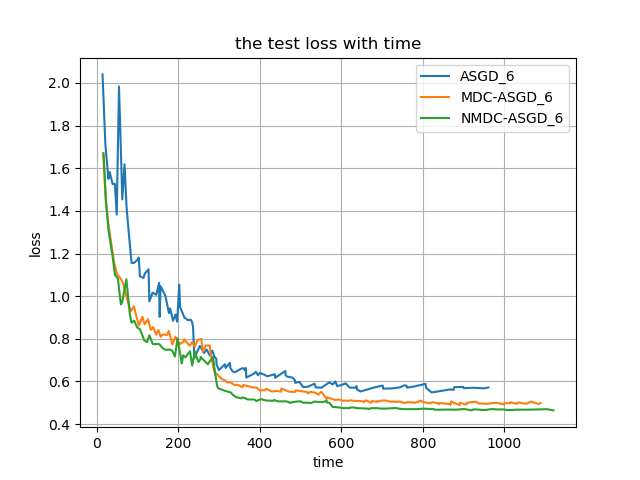 the test loss with time
ASGD_6
MDC-ASGD_6
NMDC-ASGD_6
2.0
1.8
1.6
1.4
1.2
1.0
0.8
0.6
0.4
loss
0 200 400 600 800 1000
time